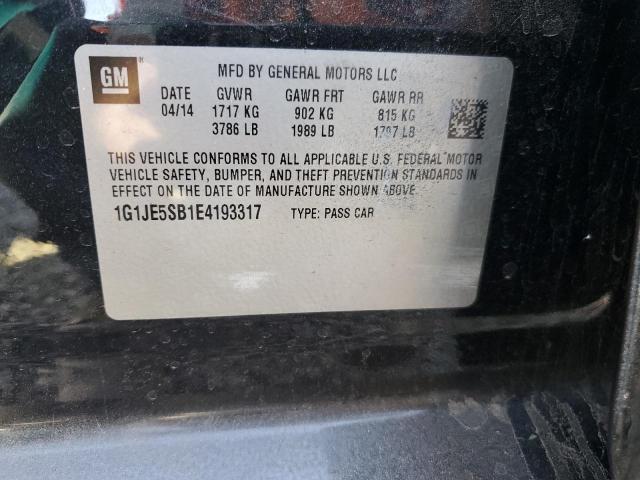 GM ®
MFD BY GENERAL MOTORS LLC
DATE GVWR GAWR FRT GAWR RR
04/14 1717 KG 902 KG 815 KG
3786 LB 1989 LB 1797 LB
THIS VEHICLE CONFORMS TO ALL APPLICABLE U.S. FEDERAL MOTOR
VEHICLE SAFETY, BUMPER, AND THEFT PREVENTION STANDARDS IN
EFFECT ON THE DATE OF MANUFACTURE SHOWN ABOVE.
1G1JE5SB1E4193317 TYPE: PASS CAR